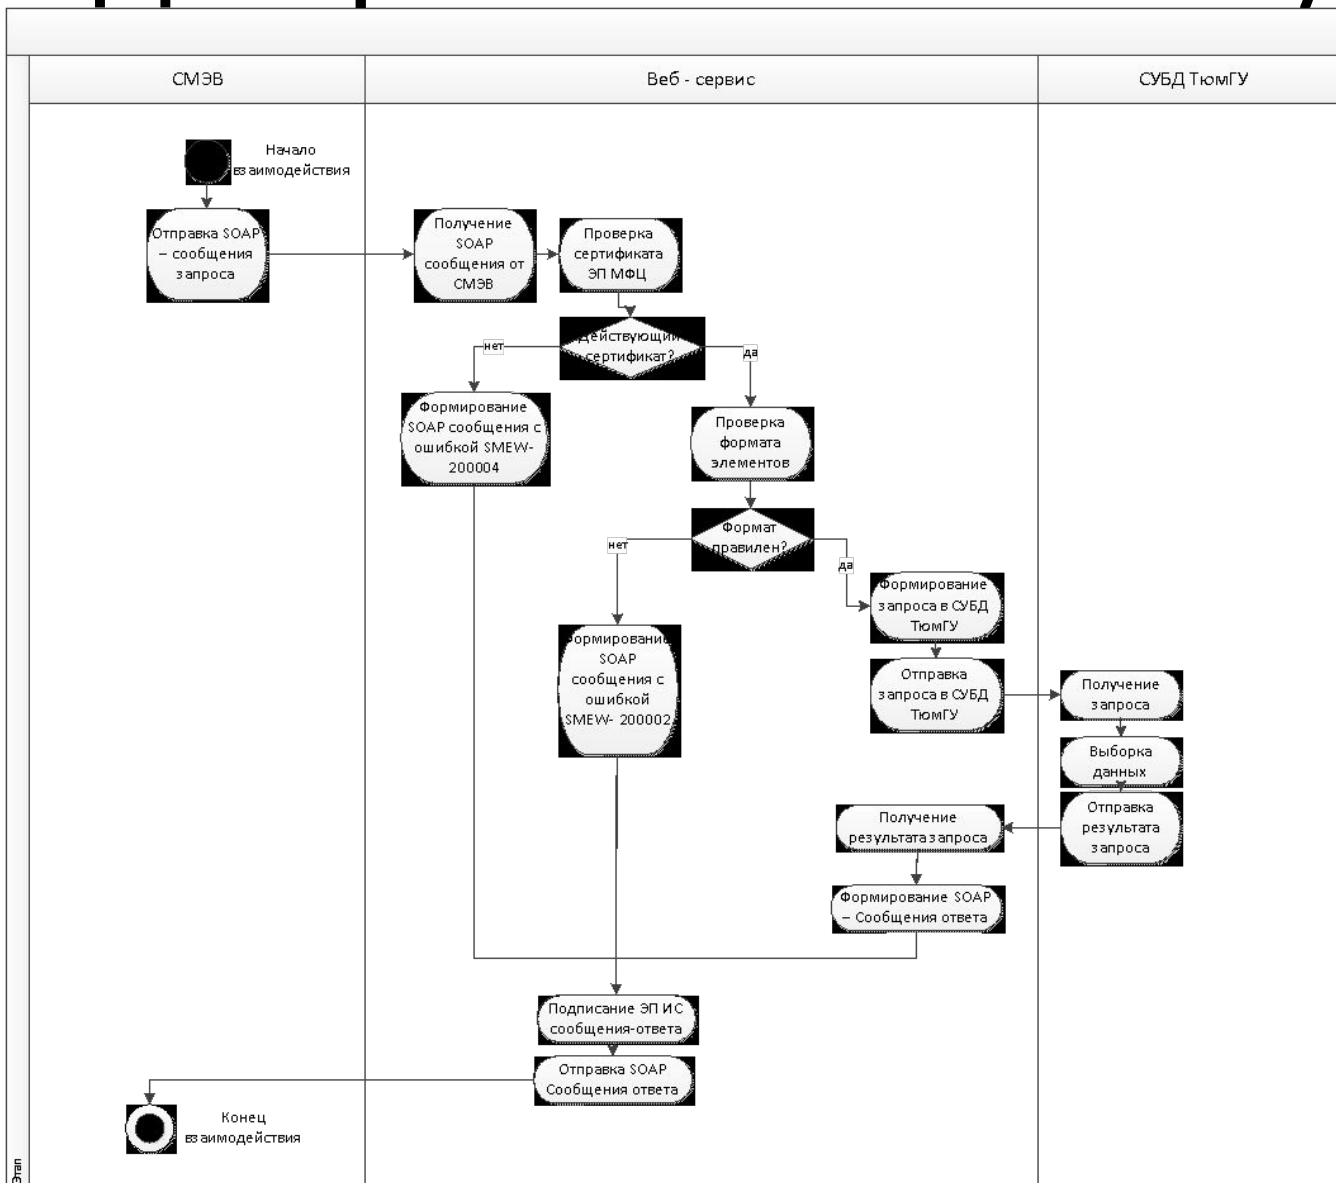 СМЭВ
Веб - сервис
СУБД ТюмГУ
Начало
взаимодействия
Отправка SOAP
– сообщения
запроса
Получение
SOAP
сообщения от
СМЭВ
Проверка
сертификата
ЭП МФЦ
Действующий
сертификат?
нет
да
Формирование
SOAP сообщения с
ошибкой SMEW-
200004
Проверка
формата
элементов
Формат
правилен?
нет
да
Формирование
SOAP
сообщения с
ошибкой
SMEW- 200002
Формирование
запроса в СУБД
ТюмГУ
Отправка
запроса в СУБД
ТюмГУ
Получение
запроса
Выборка
данных
Отправка
результата
запроса
Получение
результата запроса
Формирование SOAP
– Сообщения ответа
Подписание ЭП ИС
сообщения-ответа
Отправка SOAP
Сообщения ответа
Конец
взаимодействия
Этап